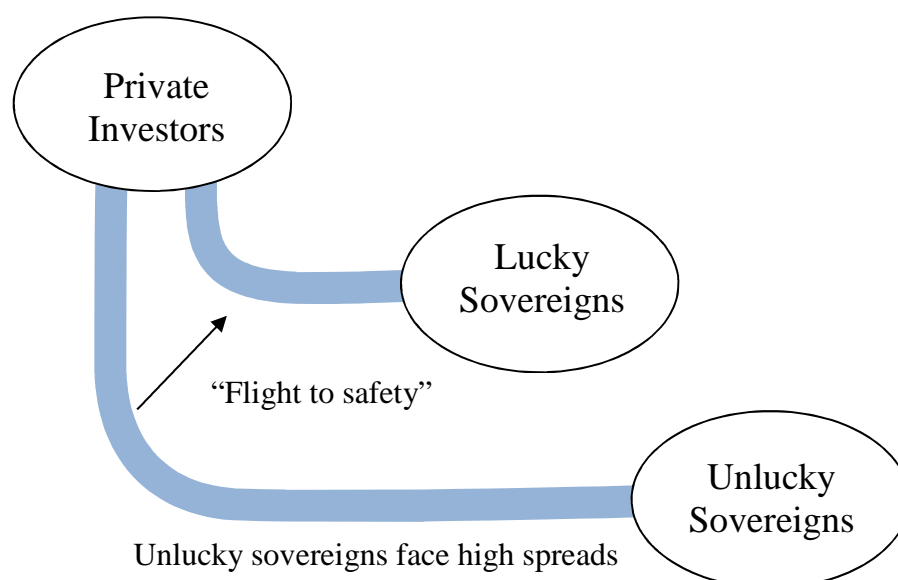 Private
Investors
Lucky
Sovereigns
“Flight to safety”
Unlucky
Sovereigns
Unlucky sovereigns face high spreads